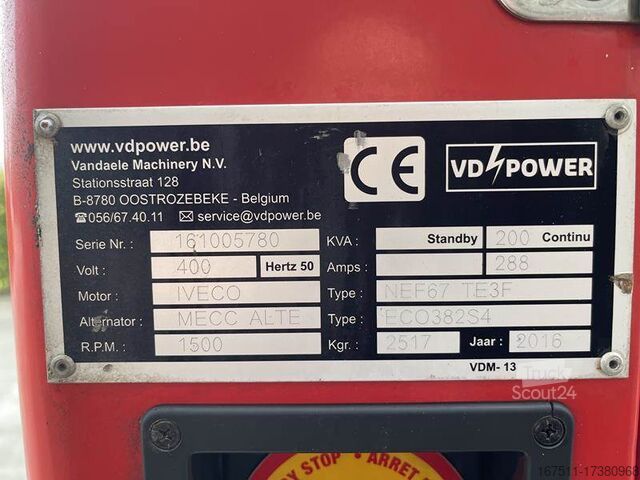 www.vdpower.be
Vandaele Machinery N.V.
Stationsstraat 128
B-8780 OOSTROZEBEKE - Belgium
☎056/67.40.11 ✉ service@vdpower.be
CE
VD POWER
Serie Nr. : 161005780 KVA : Standby 200 Continu
Volt : 400 Hertz 50 Amps : 288
Motor : IVECO Type : NEF67 TE3F
Alternator : MECC ALTE Type : ECO382S4
R.P.M. : 1500 Kgr. : 2517 Jaar : 2016
VDM- 13
Truck
Scout24
STOP • ARRET
167511-17380968